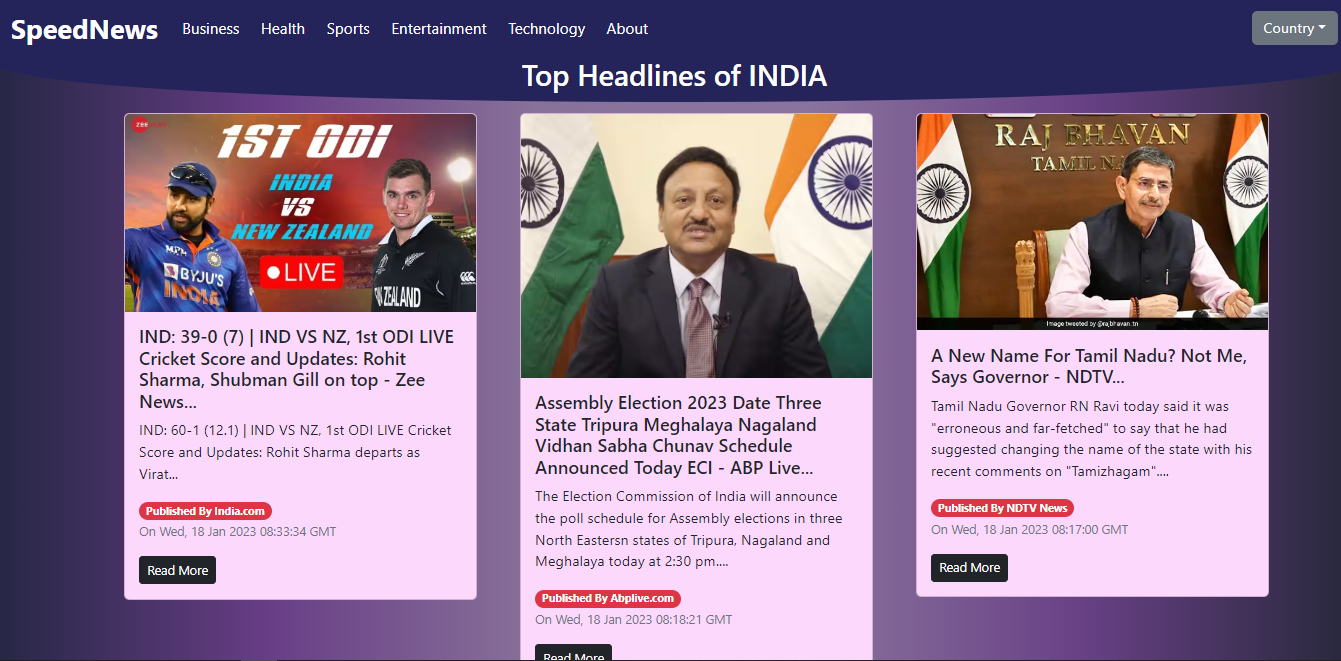 SpeedNews Business Health Sports Entertainment Technology About Country
Top Headlines of INDIA
ZEE
1ST ODI
INDIA
VS
NEW ZEALAND
LIVE
MPL
BYJU'S
INDIA
ZEALAND
IND: 39-0 (7) | IND VS NZ, 1st ODI LIVE
Cricket Score and Updates: Rohit
Sharma, Shubman Gill on top - Zee
News...
IND: 60-1 (12.1) | IND VS NZ, 1st ODI LIVE Cricket
Score and Updates: Rohit Sharma departs as
Virat...
Published By India.com
On Wed, 18 Jan 2023 08:33:34 GMT
Read More
Assembly Election 2023 Date Three
State Tripura Meghalaya Nagaland
Vidhan Sabha Chunav Schedule
Announced Today ECI - ABP Live...
The Election Commission of India will announce
the poll schedule for Assembly elections in three
North Eastersn states of Tripura, Nagaland and
Meghalaya today at 2:30 pm....
Published By Abplive.com
On Wed, 18 Jan 2023 08:18:21 GMT
Read More
RAJ BHAVAN
TAMIL
Image tweeted by @rajbhavan_tn
A New Name For Tamil Nadu? Not Me,
Says Governor - NDTV...
Tamil Nadu Governor RN Ravi today said it was
"erroneous and far-fetched" to say that he had
suggested changing the name of the state with his
recent comments on "Tamizhagam"....
Published By NDTV News
On Wed, 18 Jan 2023 08:17:00 GMT
Read More